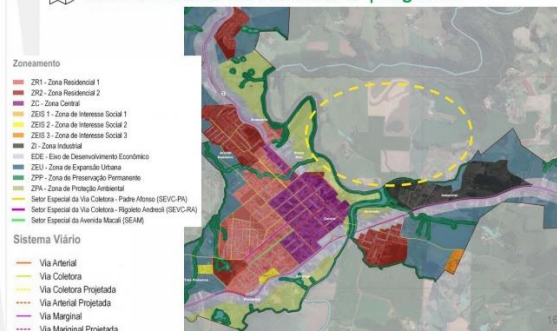 Zoneamento
ZR1 - Zona Residencial 1
ZR2 - Zona Residencial 2
ZC - Zona Central
ZEIS 1 - Zona de Interesse Social 1
ZEIS 2 - Zona de Interesse Social 2
ZEIS 3 - Zona de Interesse Social 3
ZI - Zona Industrial
EDE - Eixo de Desenvolvimento Econômico
ZEU - Zona de Expansão Urbana
ZPP - Zona de Preservação Permanente
ZPA - Zona de Proteção Ambiental
Setor Especial da Via Coletora - Padre Afonso (SEVC-PA)
Setor Especial da Via Coletora - Rigoleto Andreoli (SEVC-RA)
Setor Especial da Avenida Macali (SEAM)
Sistema Viário
Via Arterial
Via Coletora
Via Coletora Projetada
Via Arterial Projetada
Via Marginal
Via Mariginal Projetada